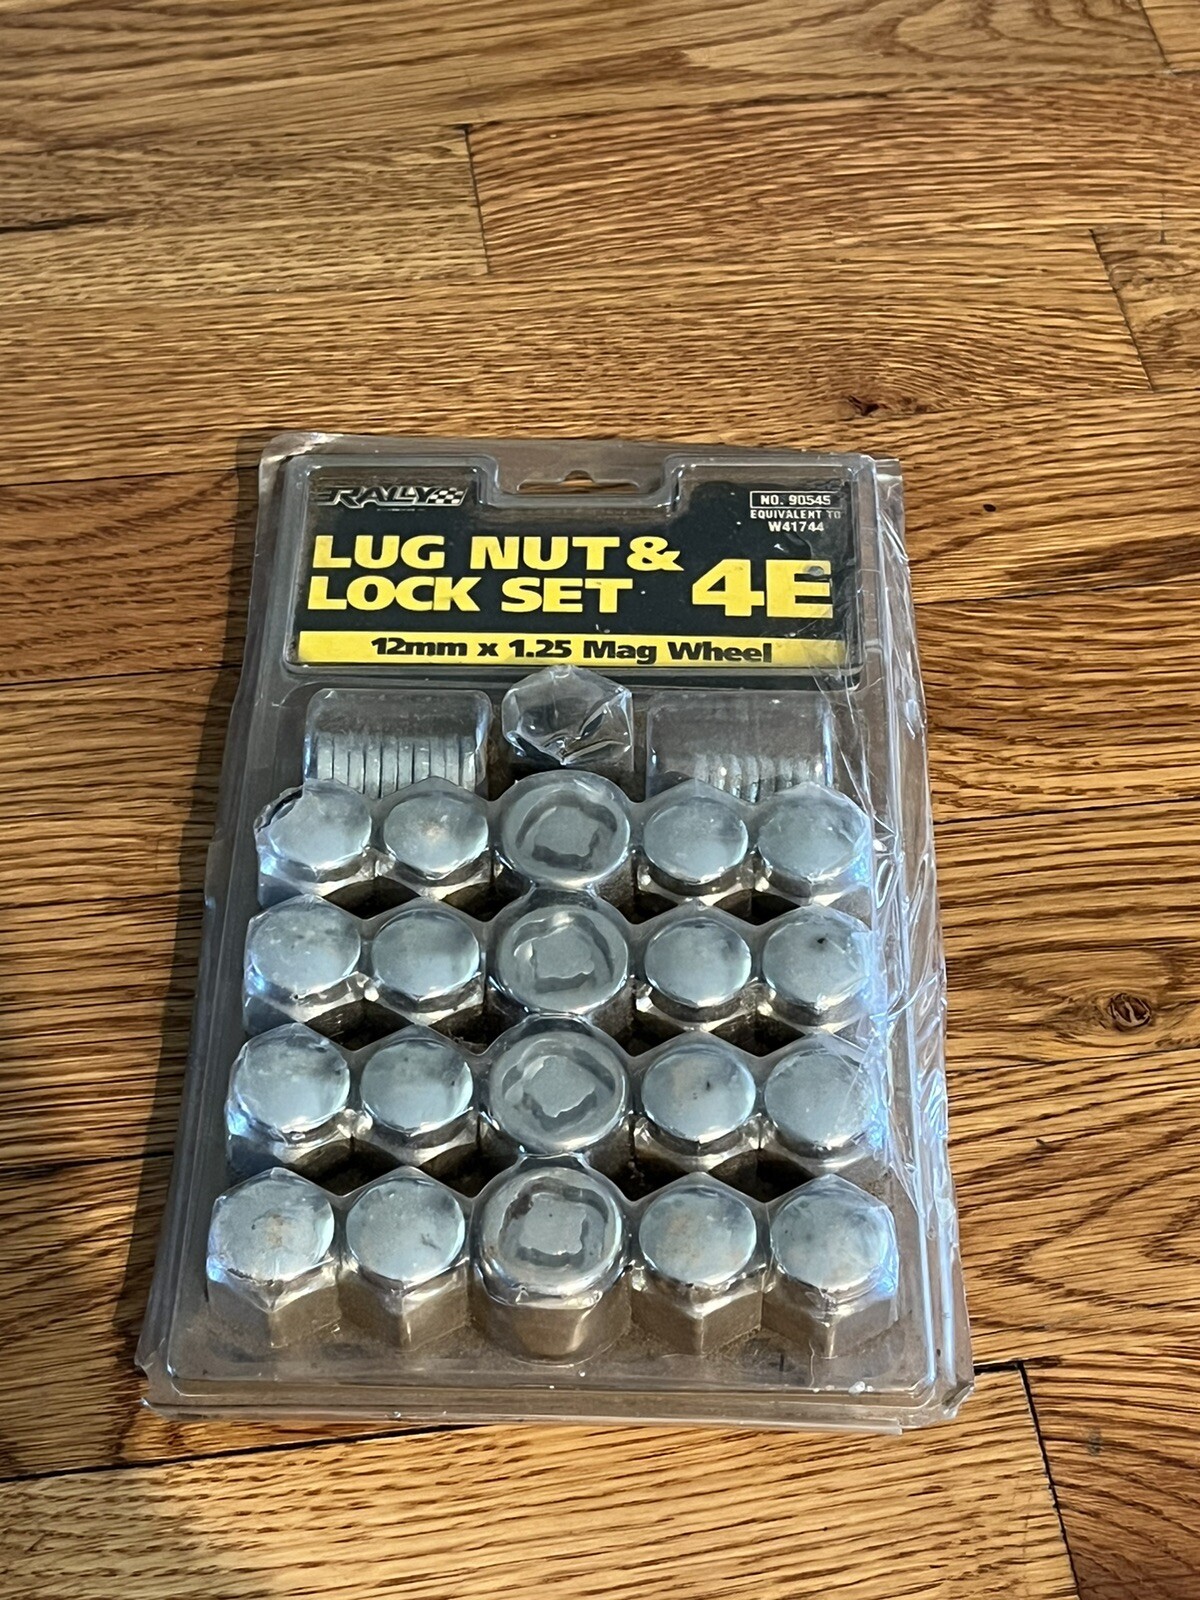 RALLY
NO. 90545
EQUIVALENT TO
W41744
LUG NUT &
LOCK SET 4E
12mm x 1.25 Mag Wheel